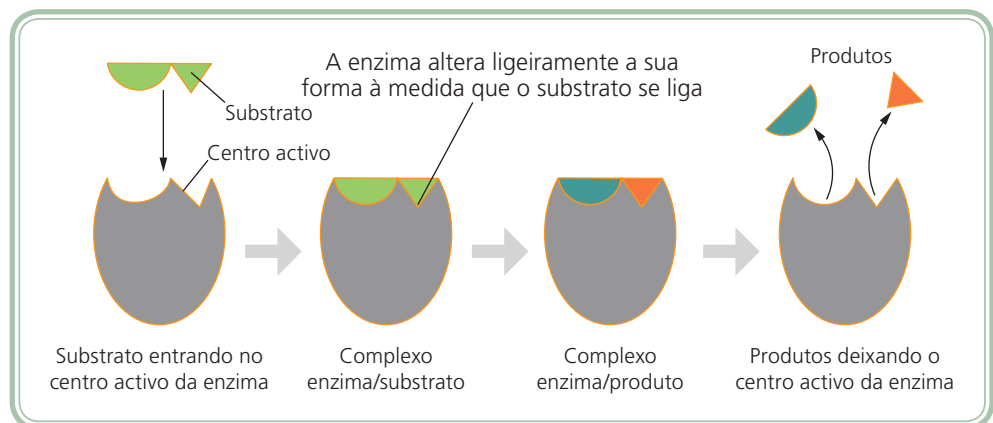 A enzima altera ligeiramente a sua
forma à medida que o substrato se liga
Produtos
Substrato
Centro activo
Substrato entrando no
centro activo da enzima
Complexo
enzima/substrato
Complexo
enzima/produto
Produtos deixando o
centro activo da enzima